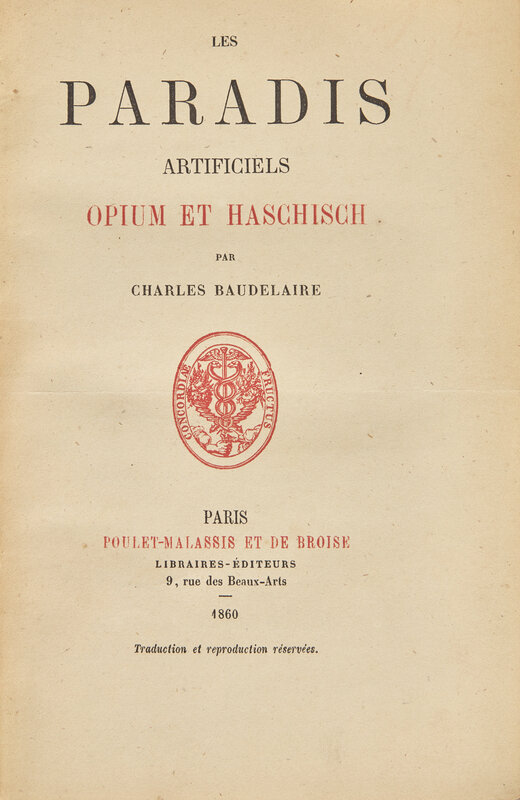 LES
PARADIS
ARTIFICIELS
OPIUM ET HASCHISCH
PAR
CHARLES BAUDELAIRE
CONCORDIÆ FRUCTUS
PARIS
POULET-MALASSIS ET DE BROISE
LIBRAIRES-ÉDITEURS
9, rue des Beaux-Arts
1860
Traduction et reproduction réservées.